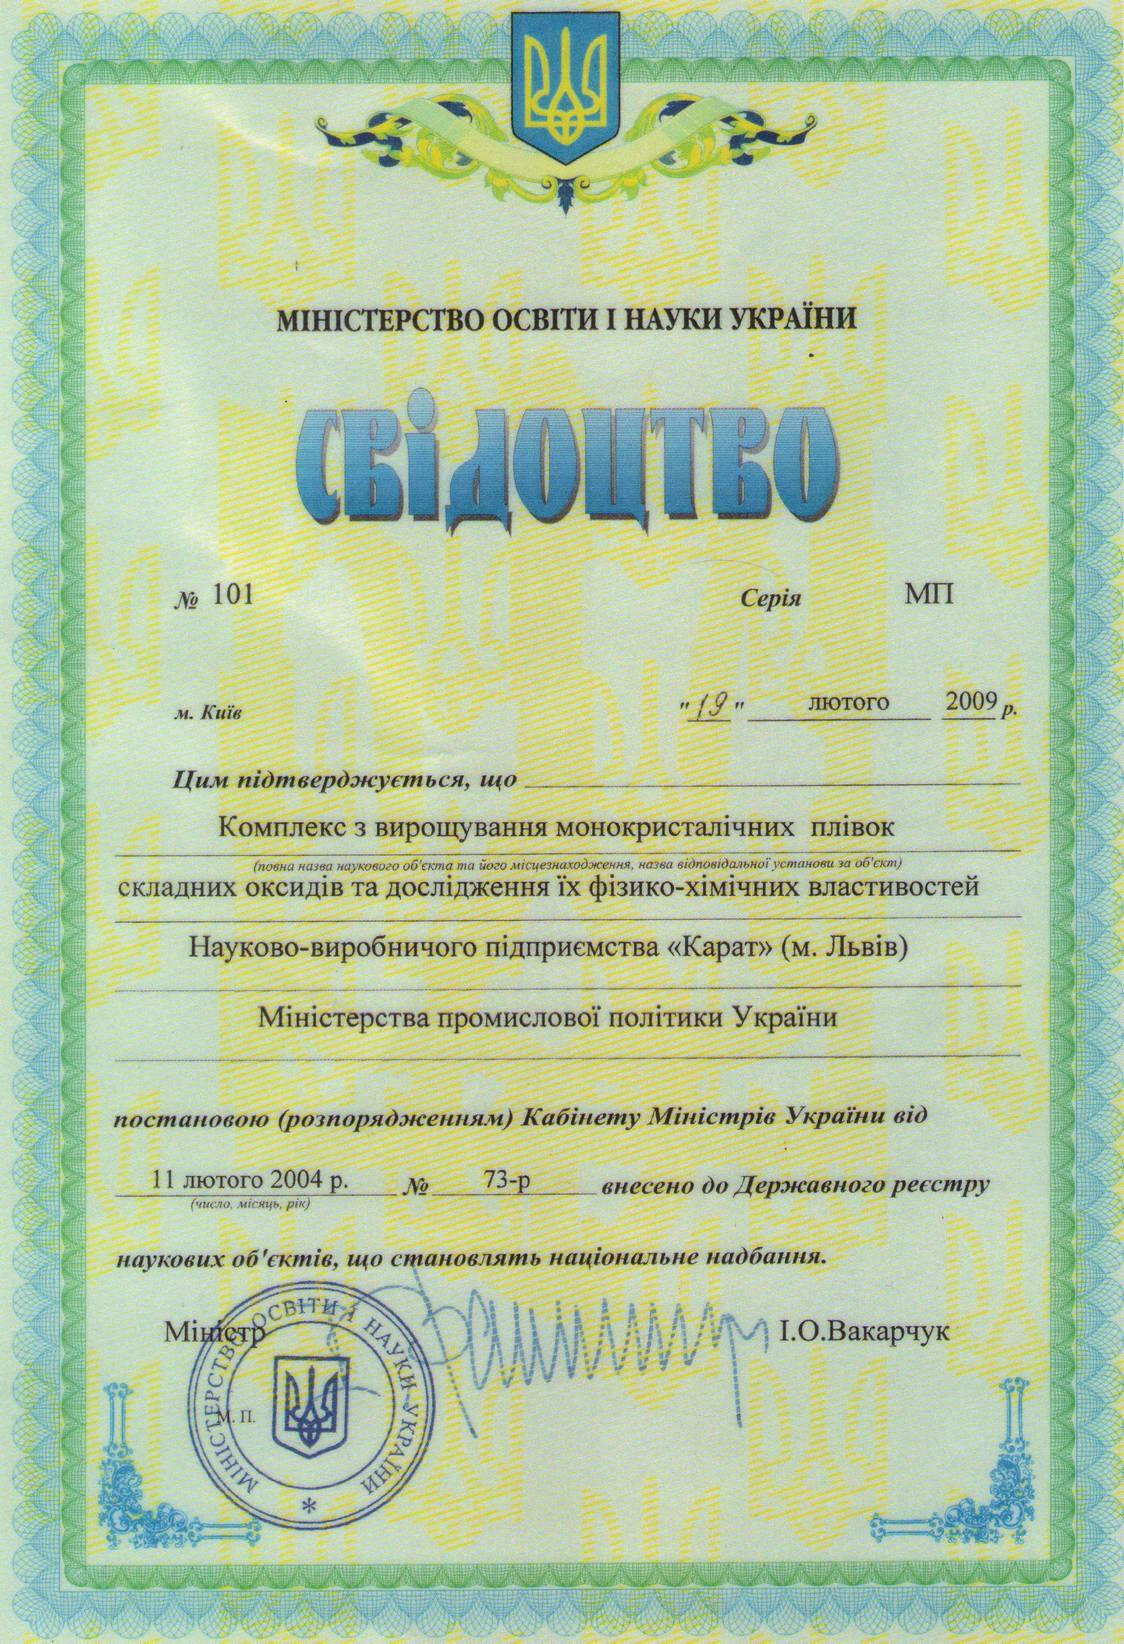 МІНІСТЕРСТВО ОСВІТИ І НАУКИ УКРАЇНИ
СВІДОЦТВО
№ 101 Серія МП
м. Київ "19" лютого 2009 р.
Цим підтверджується, що
Комплекс з вирощування монокристалічних плівок
(повна назва наукового об'єкта та його місцезнаходження, назва відповідальної установи за об'єкт)
складних оксидів та дослідження їх фізико-хімічних властивостей
Науково-виробничого підприємства «Карат» (м. Львів)
Міністерства промислової політики України
постановою (розпорядженням) Кабінету Міністрів України від
11 лютого 2004 р. № 73-р внесено до Державного реєстру
(число, місяць, рік)
наукових об'єктів, що становлять національне надбання.
Міністр І.О.Вакарчук
М. П.
МІНІСТЕРСТВО ОСВІТИ І НАУКИ УКРАЇНИ